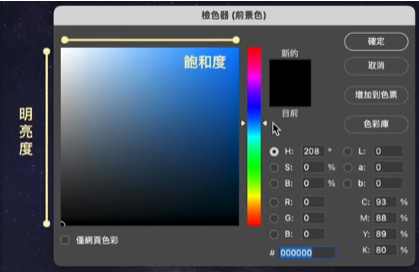 檢色器 (前景色)
飽和度
明亮度
新的
目前
確定
取消
增加到色票
色彩庫
H: 208 °
S: 0 %
B: 0 %
R: 0
G: 0
B: 0
L: 0
a: 0
b: 0
C: 93 %
M: 88 %
Y: 89 %
K: 80 %
# 000000
僅網頁色彩